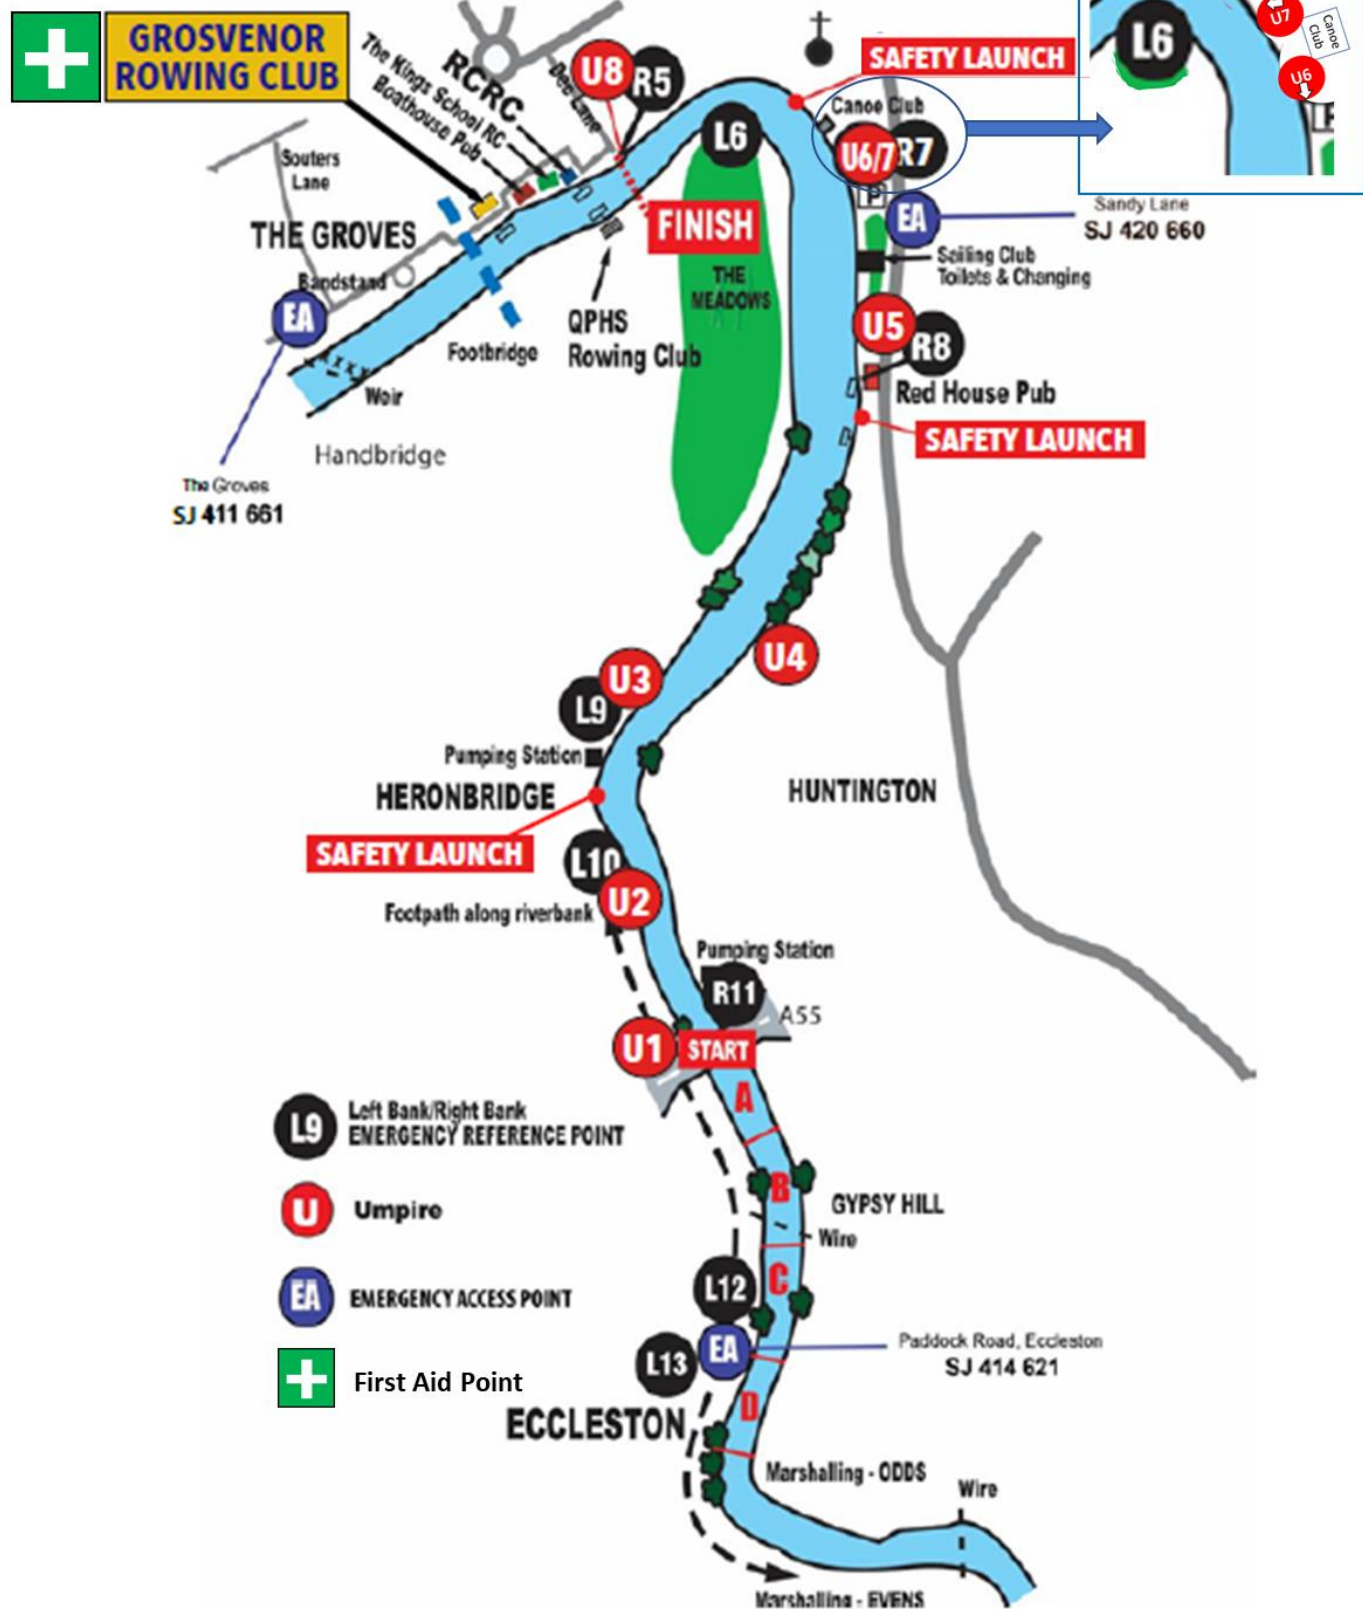 GROSVENOR
ROWING CLUB
The Kings School RC
Boathouse Pub
RCRC
Dee Lane
U8
R5
L6
SAFETY LAUNCH
Canoe Club
U6/7
R7
P
L6
U7
Canoe
Club
U6
EA
Sandy Lane
SJ 420 660
Souters
Lane
THE GROVES
Bandstand
EA
FINISH
THE
MEADOWS
Sailing Club
Toilets & Changing
QPHS
Rowing Club
Footbridge
Weir
Handbridge
The Groves
SJ 411 661
U5
R8
Red House Pub
SAFETY LAUNCH
U4
U3
L9
Pumping Station
HERONBRIDGE
HUNTINGTON
SAFETY LAUNCH
L10
U2
Footpath along riverbank
Pumping Station
R11
A55
U1
START
A
B
GYPSY HILL
Wire
C
L12
EA
L13
Paddock Road, Eccleston
SJ 414 621
D
ECCLESTON
Marshalling - ODDS
Wire
Marshalling - EVENS
L9
Left Bank/Right Bank
EMERGENCY REFERENCE POINT
U
Umpire
EA
EMERGENCY ACCESS POINT
First Aid Point